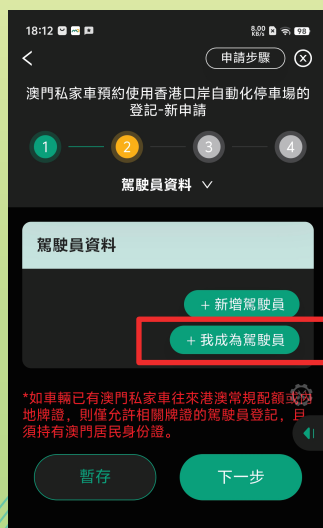 18:12
8.00 KB/s 98
申請步驟
澳門私家車預約使用香港口岸自動化停車場的
登記-新申請
1 2 3 4
駕駛員資料
駕駛員資料
+ 新增駕駛員
+ 我成為駕駛員
*如車輛已有澳門私家車往來港澳常規配額
地牌證，則僅允許相關牌證的駕駛員登記，且
須持有澳門居民身份證。
暫存
下一步